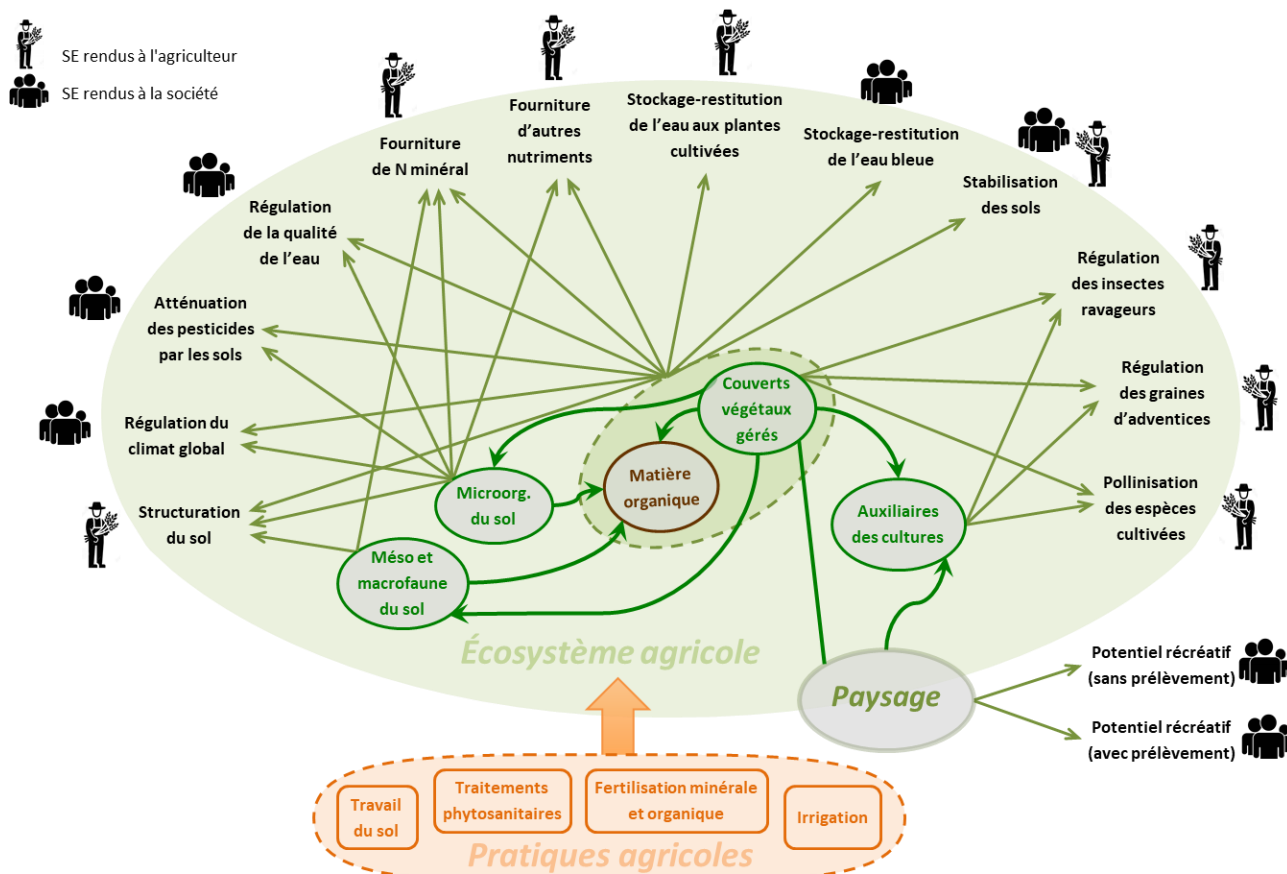 SE rendus à l'agriculteur
SE rendus à la société
Fourniture
de N minéral
Fourniture
d'autres
nutriments
Stockage-restitution
de l'eau aux plantes
cultivées
Stockage-restitution
de l'eau bleue
Stabilisation
des sols
Régulation
de la qualité
de l'eau
Régulation
des insectes
ravageurs
Atténuation
des pesticides
par les sols
Régulation
des graines
d'adventices
Régulation du
climat global
Pollinisation
des espèces
cultivées
Structuration
du sol
Couverts
végétaux
gérés
Matière
organique
Microorg.
du sol
Méso et
macrofaune
du sol
Auxiliaires
des cultures
Écosystème agricole
Paysage
Potentiel récréatif
(sans prélèvement)
Potentiel récréatif
(avec prélèvement)
Travail
du sol
Traitements
phytosanitaires
Fertilisation minérale
et organique
Irrigation
Pratiques agricoles